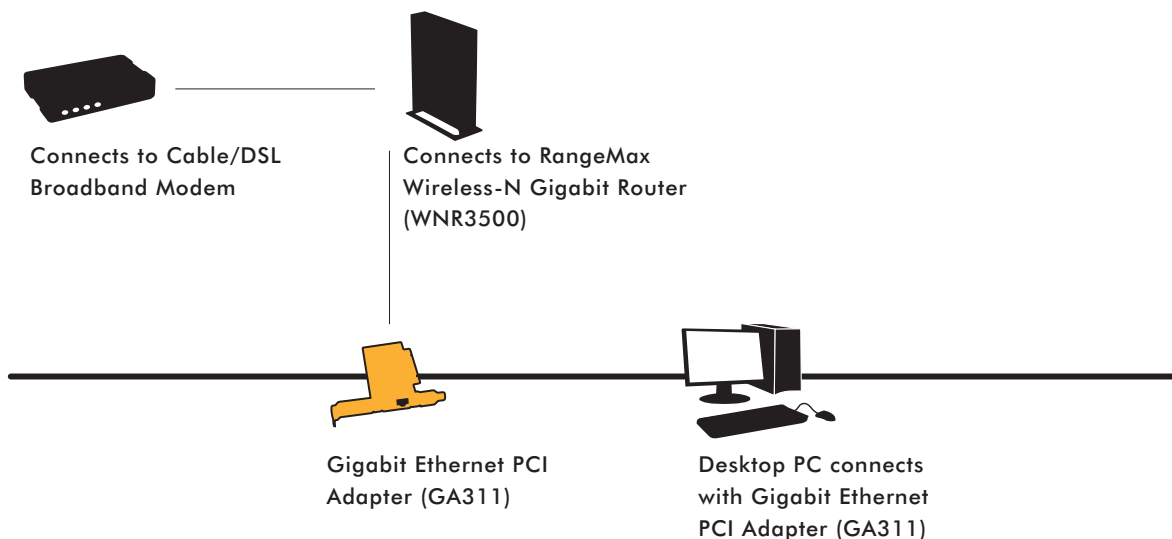 Connects to Cable/DSL
Broadband Modem
Connects to RangeMax
Wireless-N Gigabit Router
(WNR3500)
Gigabit Ethernet PCI
Adapter (GA311)
Desktop PC connects
with Gigabit Ethernet
PCI Adapter (GA311)